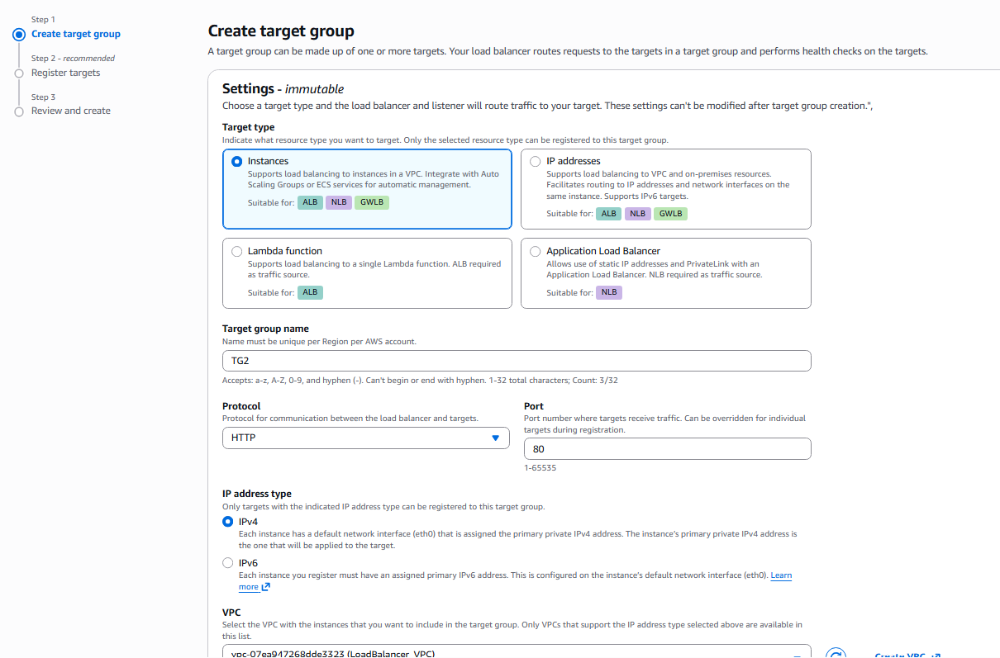 Step 1
Create target group
Step 2 - recommended
Register targets
Step 3
Review and create
Create target group
A target group can be made up of one or more targets. Your load balancer routes requests to the targets in a target group and performs health checks on the targets.
Settings - immutable
Choose a target type and the load balancer and listener will route traffic to your target. These settings can't be modified after target group creation.",
Target type
Indicate what resource type you want to target. Only the selected resource type can be registered to this target group.
Instances
Supports load balancing to instances in a VPC. Integrate with Auto
Scaling Groups or ECS services for automatic management.
Suitable for: ALB NLB GWLB
IP addresses
Supports load balancing to VPC and on-premises resources.
Facilitates routing to IP addresses and network interfaces on the
same instance. Supports IPv6 targets.
Suitable for: ALB NLB GWLB
Lambda function
Supports load balancing to a single Lambda function. ALB required
as traffic source.
Suitable for: ALB
Application Load Balancer
Allows use of static IP addresses and PrivateLink with an
Application Load Balancer. NLB required as traffic source.
Suitable for: NLB
Target group name
Name must be unique per Region per AWS account.
TG2
Accepts: a-z, A-Z, 0-9, and hyphen (-). Can't begin or end with hyphen. 1-32 total characters; Count: 3/32
Protocol
Protocol for communication between the load balancer and targets.
HTTP
Port
Port number where targets receive traffic. Can be overridden for individual
targets during registration.
80
1-65535
IP address type
Only targets with the indicated IP address type can be registered to this target group.
IPv4
Each instance has a default network interface (eth0) that is assigned the primary private IPv4 address. The instance's primary private IPv4 address is
the one that will be applied to the target.
IPv6
Each instance you register must have an assigned primary IPv6 address. This is configured on the instance's default network interface (eth0). Learn
more
VPC
Select the VPC with the instances that you want to include in the target group. Only VPCs that support the IP address type selected above are available in
this list.
vpc-07ea947268dde3323 (LoadBalancer_VPC)
Create VPC